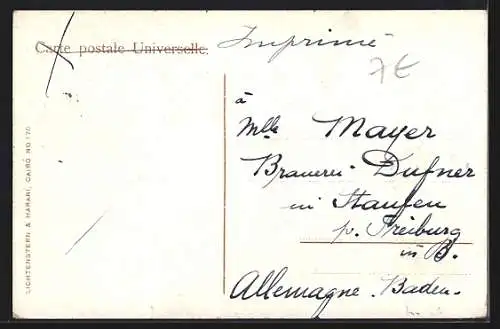 Carte postale Universelle.
Imprimé
7€
à
Mlle Mayer
Brauerei Dufner
in Staufen
p. Freiburg
in B.
Allemagne. Baden.
LICHTENSTERN & HARARI, CAIRO NO 170